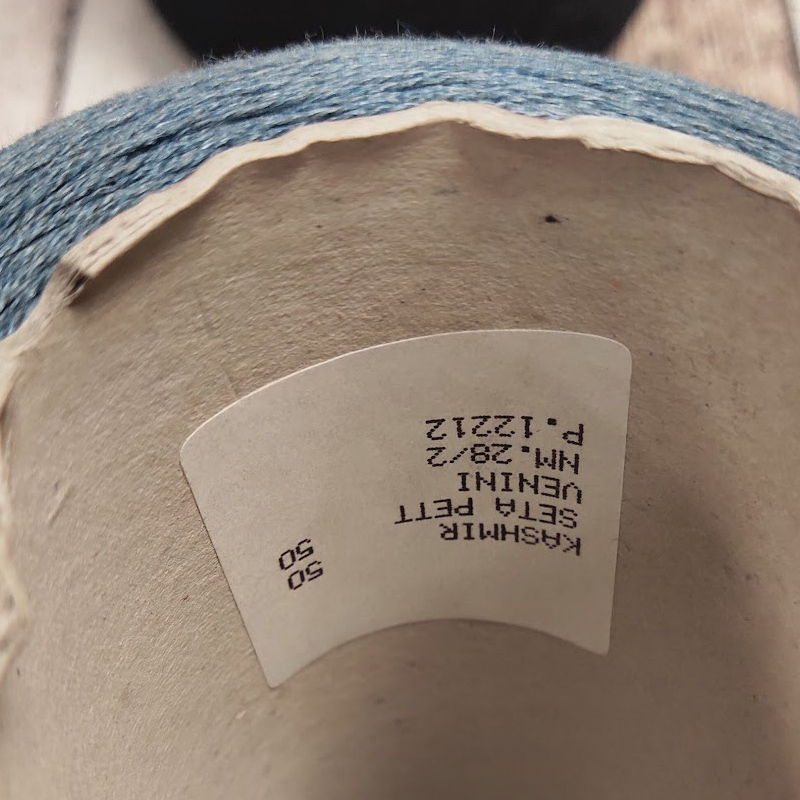 KASHMIR 50
SETA PETT 50
VENINI
NM.28/2
P.12212